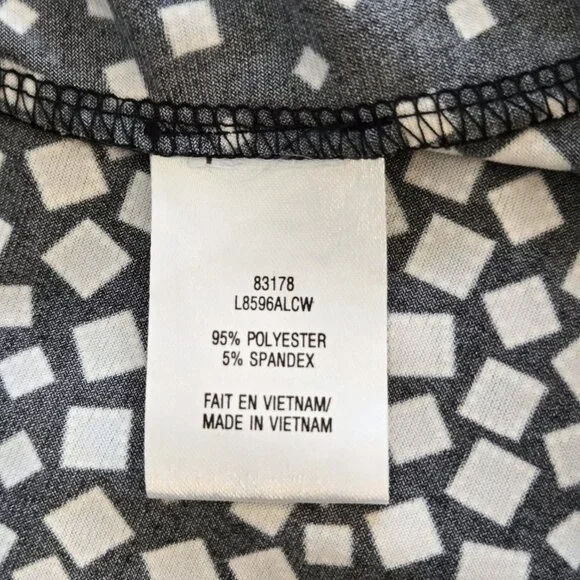 83178
L8596ALCW
95% POLYESTER
5% SPANDEX
FAIT EN VIETNAM/
MADE IN VIETNAM